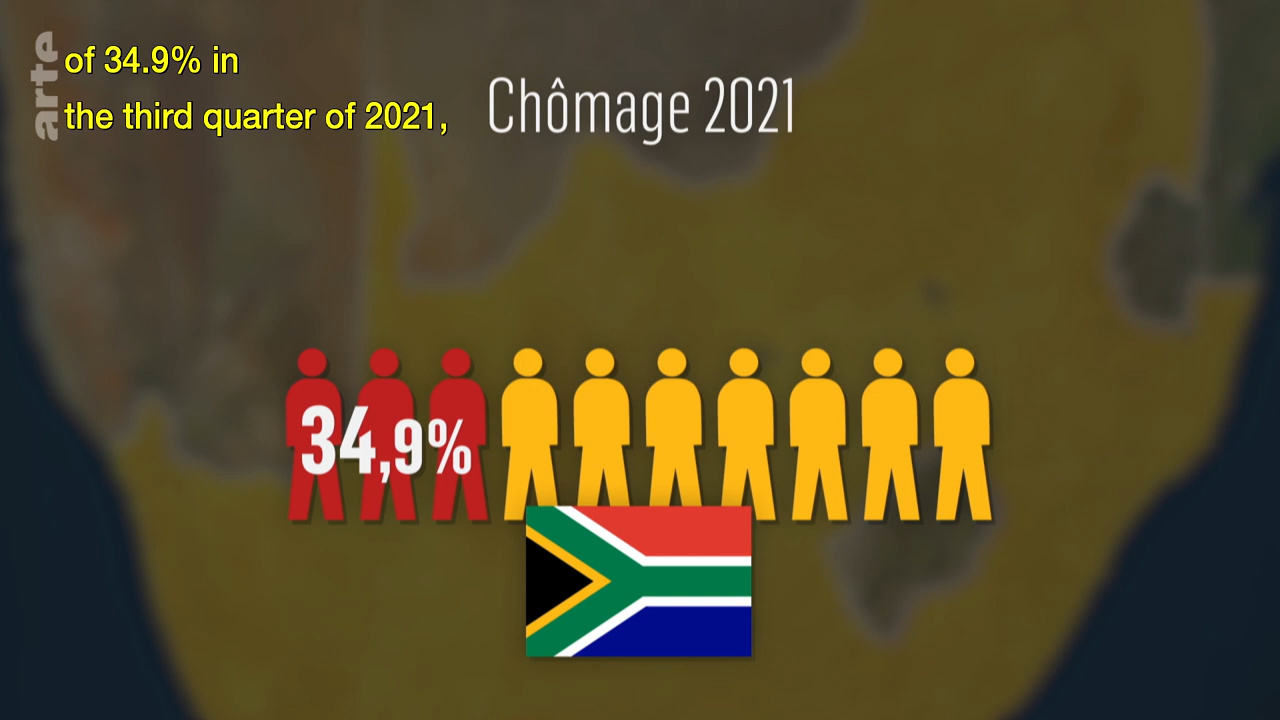 arte
of 34.9% in
the third quarter of 2021,
Chômage 2021
34,9%